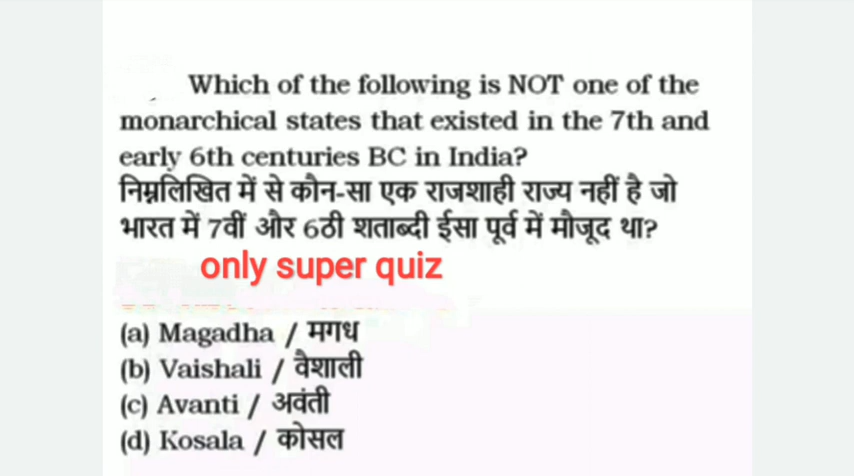 Which of the following is NOT one of the
monarchical states that existed in the 7th and
early 6th centuries BC in India?
निम्नलिखित में से कौन-सा एक राजशाही राज्य नहीं है जो
भारत में 7वीं और 6ठी शताब्दी ईसा पूर्व में मौजूद था?
only super quiz
(a) Magadha / मगध
(b) Vaishali / वैशाली
(c) Avanti / अवंती
(d) Kosala / कोसल